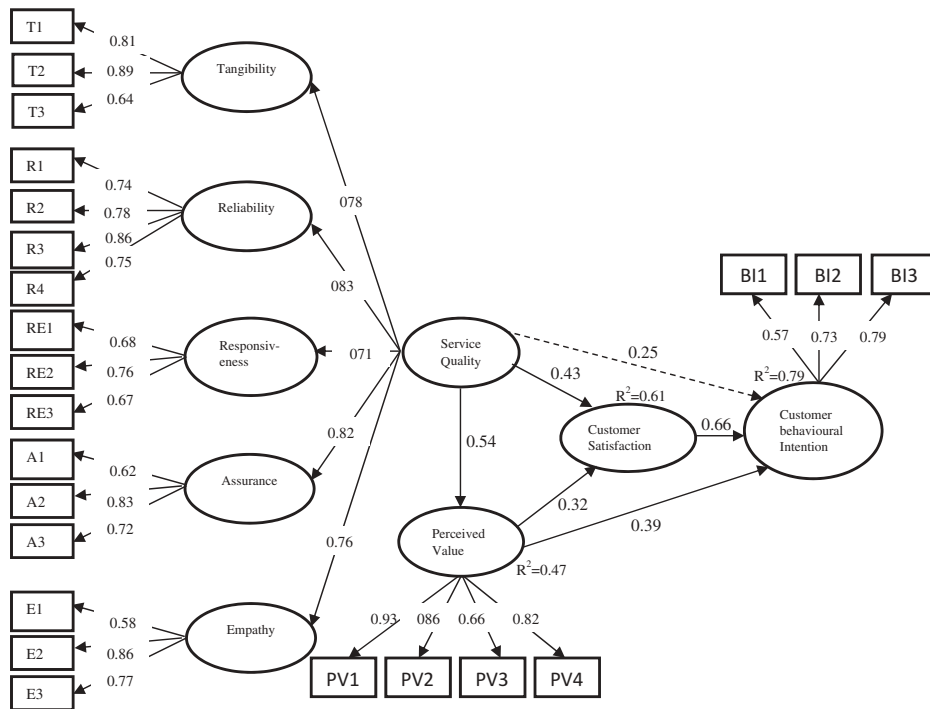 T1
0.81
T2
0.89
T3
0.64
Tangibility
R1
0.74
R2
0.78
R3
0.86
R4
0.75
Reliability
RE1
0.68
RE2
0.76
RE3
0.67
Responsiv-
eness
A1
0.62
A2
0.83
A3
0.72
Assurance
E1
0.58
E2
0.86
E3
0.77
Empathy
078
083
071
0.82
0.76
Service
Quality
0.25
0.43
0.54
R²=0.61
Customer
Satisfaction
0.66
0.32
0.39
Perceived
Value
R²=0.47
0.93
086
0.66
0.82
PV1
PV2
PV3
PV4
BI1
BI2
BI3
0.57
0.73
0.79
R²=0.79
Customer
behavioural
Intention